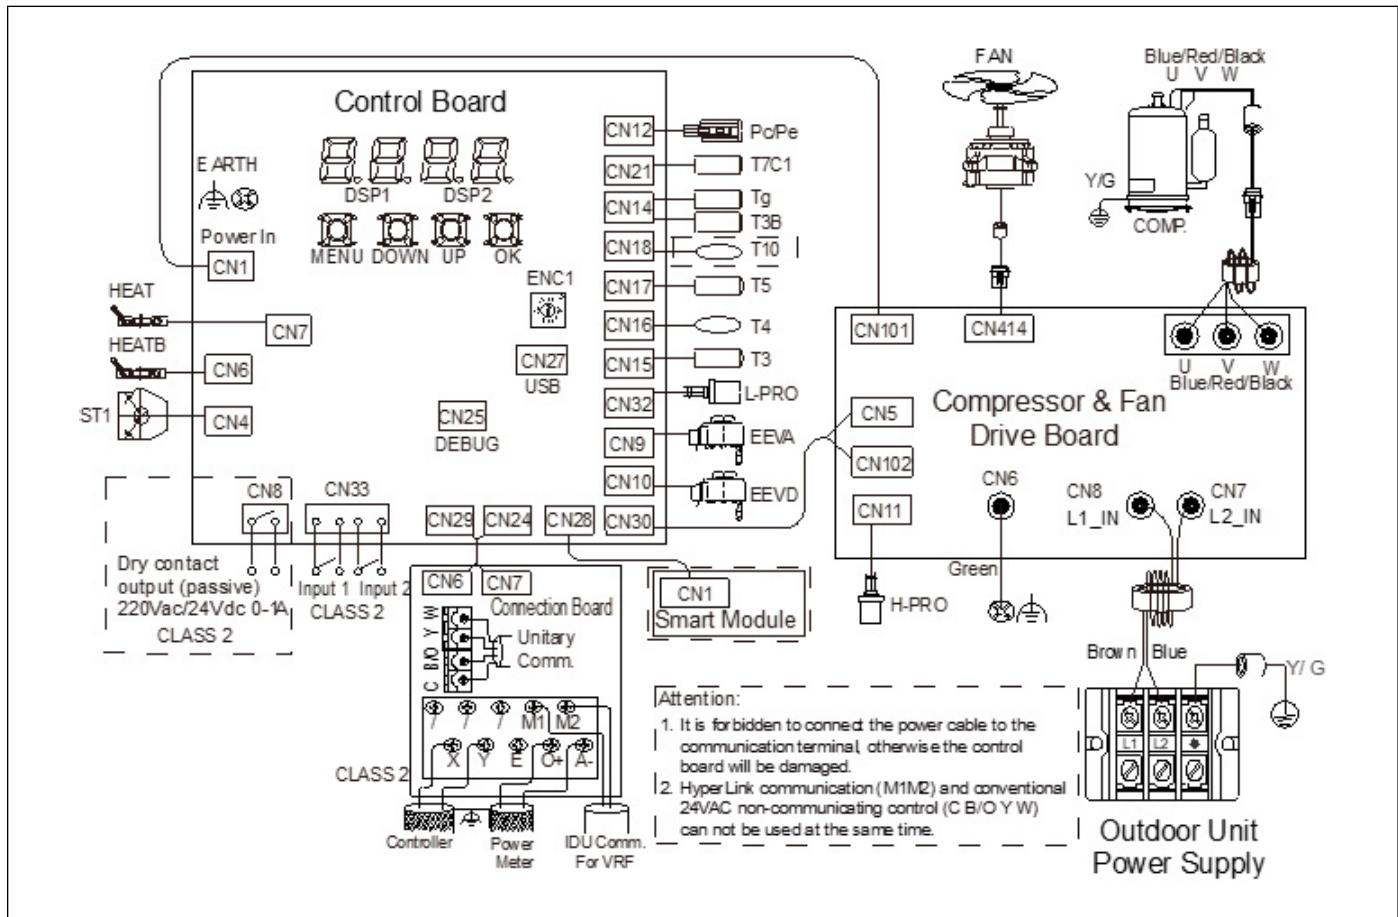 FAN
Blue/Red/Black
U V W
Control Board
CN12
Pc/Pe
EARTH
CN21
T7C1
DSP1
DSP2
CN14
Tg
T3B
Y/G
COMP.
Power In
MENU DOWN UP OK
CN18
T10
CN1
ENC1
CN17
T5
HEAT
CN7
CN16
T4
CN101
CN414
HEATB
CN6
CN27
USB
CN15
T3
U V W
Blue/Red/Black
ST1
CN4
CN25
DEBUG
CN32
L-PRO
CN5
Compressor & Fan
Drive Board
CN9
EEVA
CN102
CN10
EEVD
CN6
CN8
L1_IN
CN7
L2_IN
CN8
CN33
CN29
CN24
CN28
CN30
CN11
Dry contact
output (passive)
220Vac/24Vdc 0-1A
CLASS 2
Input 1 Input 2
CLASS 2
CN6
CN7
Connection Board
CN1
Smart Module
H-PRO
Green
C B/O Y W
Unitary
Comm.
Brown
Blue
Y/G
/ / / M1 M2
X Y E O+ A-
CLASS 2
Controller
Power
Meter
IDU Comm.
For VRF
Attention:
1. It is forbidden to connect the power cable to the
communication terminal, otherwise the control
board will be damaged.
2. HyperLink communication (M1M2) and conventional
24VAC non-communicating control (C B/O Y W)
can not be used at the same time.
L1 L2
Outdoor Unit
Power Supply